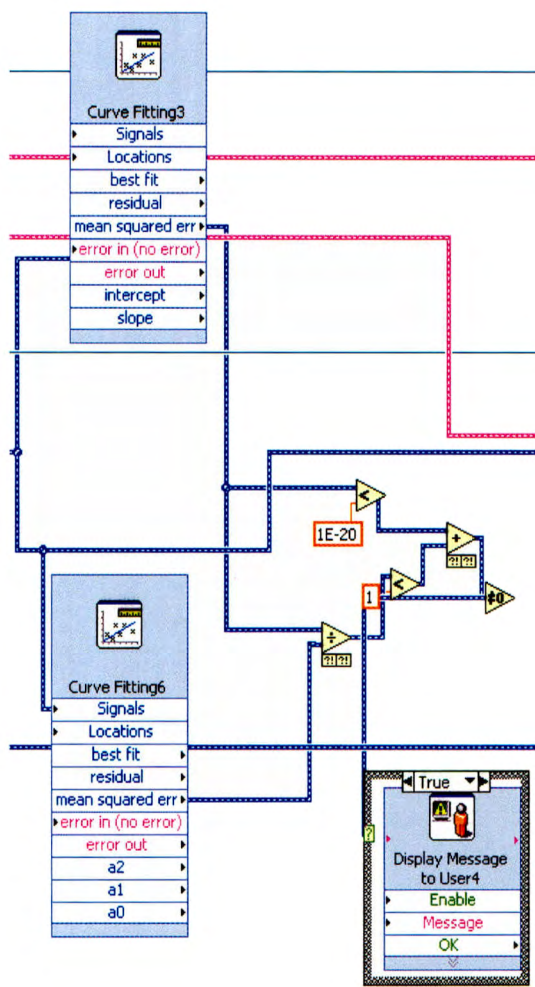 Curve Fitting3
Signals
Locations
best fit
residual
mean squared err
error in (no error)
error out
intercept
slope
<
1E-20
+
?! ?!
<
1
≠0
÷
?! ?!
Curve Fitting6
Signals
Locations
best fit
residual
mean squared err
error in (no error)
error out
a2
a1
a0
True
?
Display Message
to User4
Enable
Message
OK